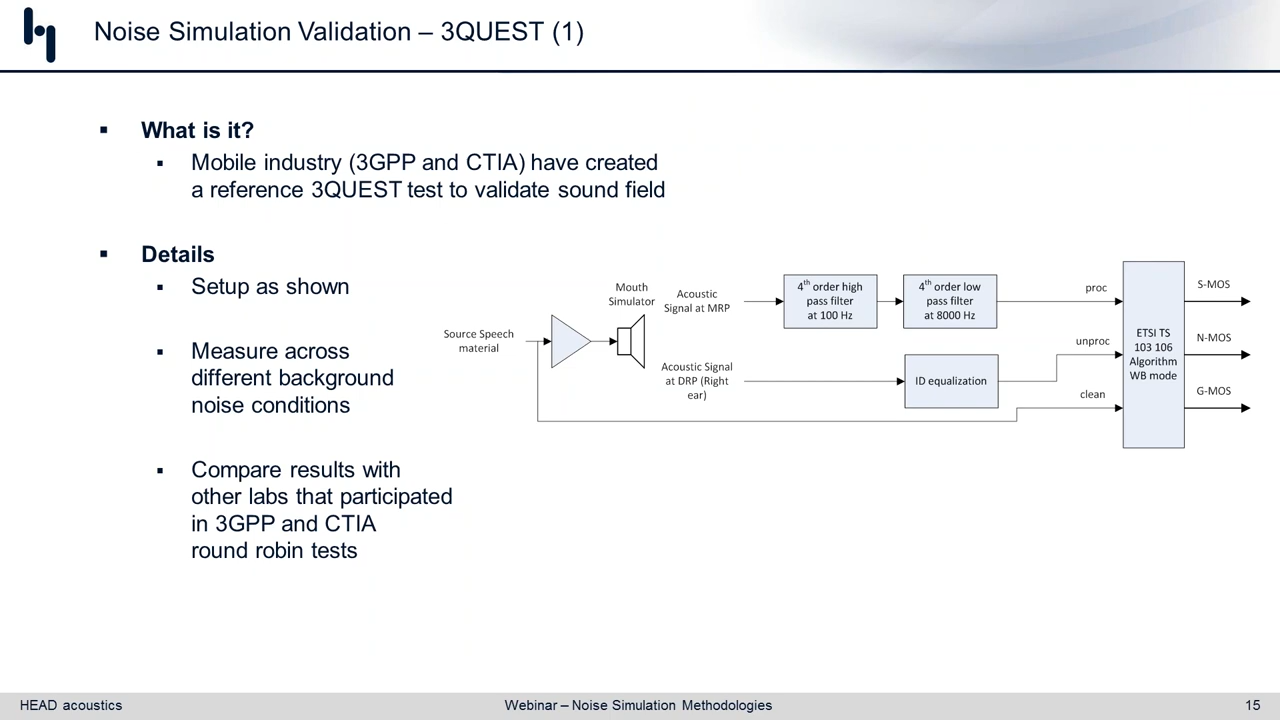 Noise Simulation Validation – 3QUEST (1)
▪ What is it?
▪ Mobile industry (3GPP and CTIA) have created
a reference 3QUEST test to validate sound field
▪ Details
▪ Setup as shown
▪ Measure across
different background
noise conditions
▪ Compare results with
other labs that participated
in 3GPP and CTIA
round robin tests
Source Speech
material
Mouth
Simulator
Acoustic
Signal at MRP
4th order high
pass filter
at 100 Hz
4th order low
pass filter
at 8000 Hz
proc
Acoustic Signal
at DRP (Right
ear)
ID equalization
unproc
clean
ETSI TS
103 106
Algorithm
WB mode
S-MOS
N-MOS
G-MOS
HEAD acoustics
Webinar – Noise Simulation Methodologies
15